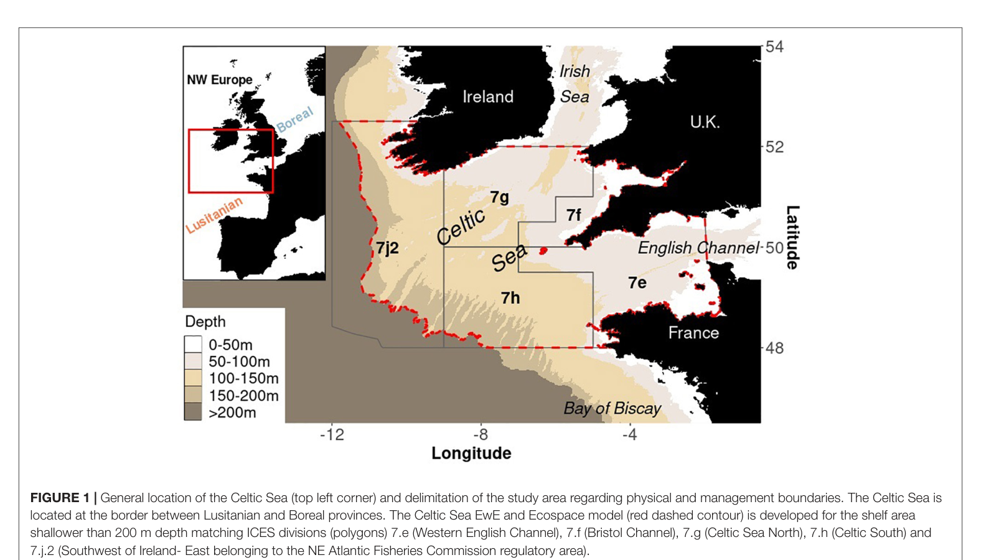 NW Europe
Boreal
Lusitanian
Irish
Sea
Ireland
U.K.
7g
7f
Celtic
Sea
7j2
English Channel
7e
7h
France
Bay of Biscay
54
52
50
48
Latitude
Depth
0-50m
50-100m
100-150m
150-200m
>200m
-12
-8
-4
Longitude
FIGURE 1 | General location of the Celtic Sea (top left corner) and delimitation of the study area regarding physical and management boundaries. The Celtic Sea is
located at the border between Lusitanian and Boreal provinces. The Celtic Sea EwE and Ecospace model (red dashed contour) is developed for the shelf area
shallower than 200 m depth matching ICES divisions (polygons) 7.e (Western English Channel), 7.f (Bristol Channel), 7.g (Celtic Sea North), 7.h (Celtic South) and
7.j.2 (Southwest of Ireland- East belonging to the NE Atlantic Fisheries Commission regulatory area).